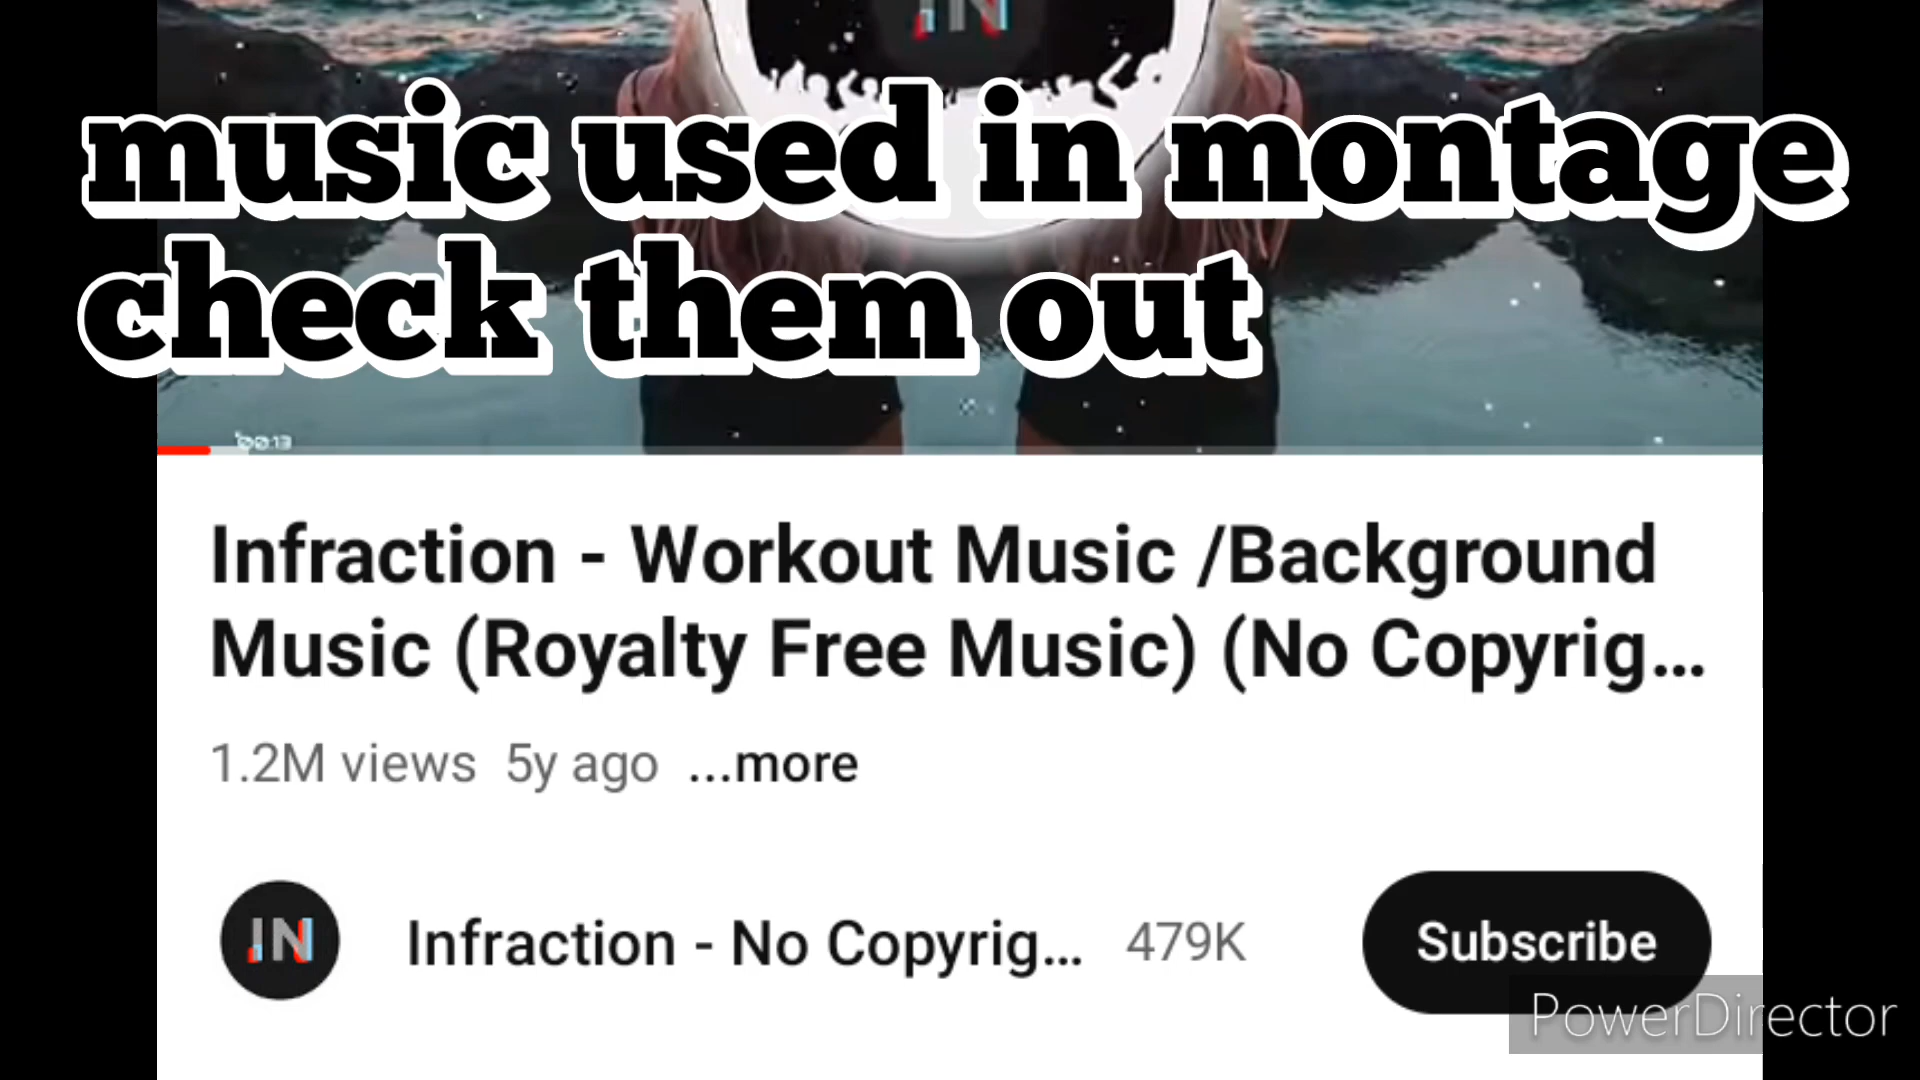 IN
music used in montage
check them out
00:13
Infraction - Workout Music /Background
Music (Royalty Free Music) (No Copyrig...
1.2M views 5y ago ...more
IN Infraction - No Copyrig... 479K Subscribe
PowerDirector